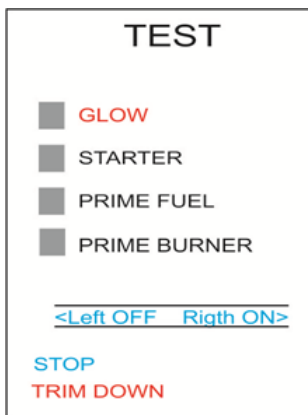 TEST
GLOW
STARTER
PRIME FUEL
PRIME BURNER
<Left OFF Rigth ON>
STOP
TRIM DOWN